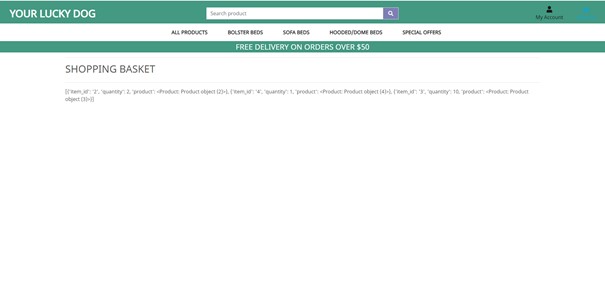 YOUR LUCKY DOG
Search product
My Account
ALL PRODUCTS BOLSTER BEDS SOFA BEDS HOODED/DOME BEDS SPECIAL OFFERS
FREE DELIVERY ON ORDERS OVER $50
SHOPPING BASKET
[{'item_id': '2', 'quantity': 2, 'product': <Product: Product object (2)>}, {'item_id': '4', 'quantity': 1, 'product': <Product: Product object (4)>}, {'item_id': '3', 'quantity': 10, 'product': <Product: Product
object (3)>}]